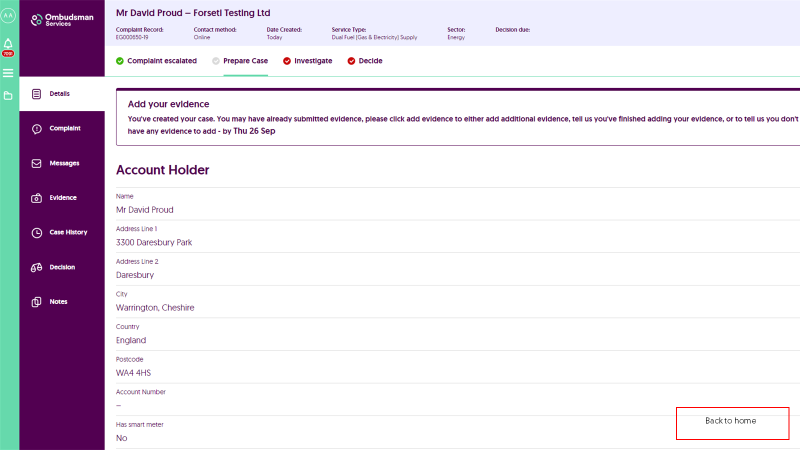 AA
Ombudsman
Services
Mr David Proud – Forseti Testing Ltd
Complaint Record:
EG000650-19
Contact method:
Online
Date Created:
Today
Service Type:
Dual Fuel (Gas & Electricity) Supply
Sector:
Energy
Decision due:
Complaint escalated
Prepare Case
Investigate
Decide
Details
Complaint
Messages
Evidence
Case History
Decision
Notes
Add your evidence
You've created your case. You may have already submitted evidence, please click add evidence to either add additional evidence, tell us you've finished adding your evidence, or to tell us you don't
have any evidence to add - by Thu 26 Sep
Account Holder
Name
Mr David Proud
Address Line 1
3300 Daresbury Park
Address Line 2
Daresbury
City
Warrington, Cheshire
Country
England
Postcode
WA4 4HS
Account Number
–
Has smart meter
No
Back to home